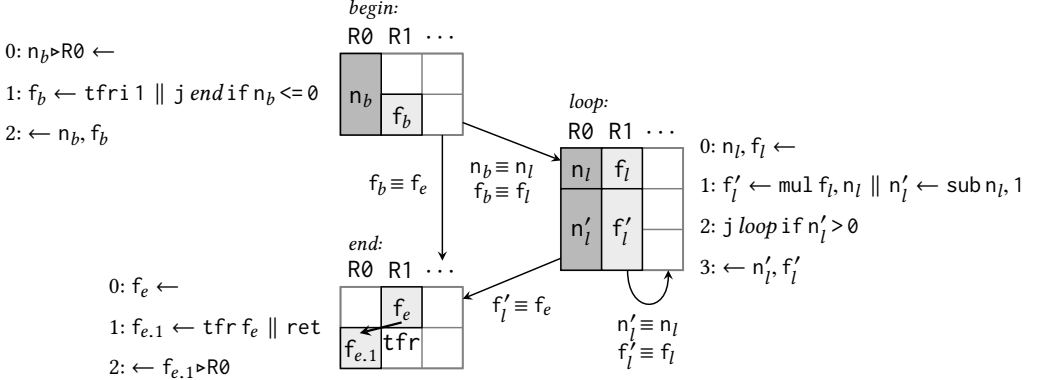 begin:
R0 R1 ···
0: n_b▹R0 ←
1: f_b ← tfri 1 || j end if n_b <= 0
2: ← n_b, f_b
n_b
f_b
loop:
R0 R1 ···
n_l f_l
n′_l f′_l
0: n_l, f_l ←
1: f′_l ← mul f_l, n_l || n′_l ← sub n_l, 1
2: j loop if n′_l > 0
3: ← n′_l, f′_l
n_b ≡ n_l
f_b ≡ f_l
f_b ≡ f_e
end:
R0 R1 ···
0: f_e ←
1: f_{e.1} ← tfr f_e || ret
2: ← f_{e.1}▹R0
f_e
f_{e.1} tfr
f′_l ≡ f_e
n′_l ≡ n_l
f′_l ≡ f_l